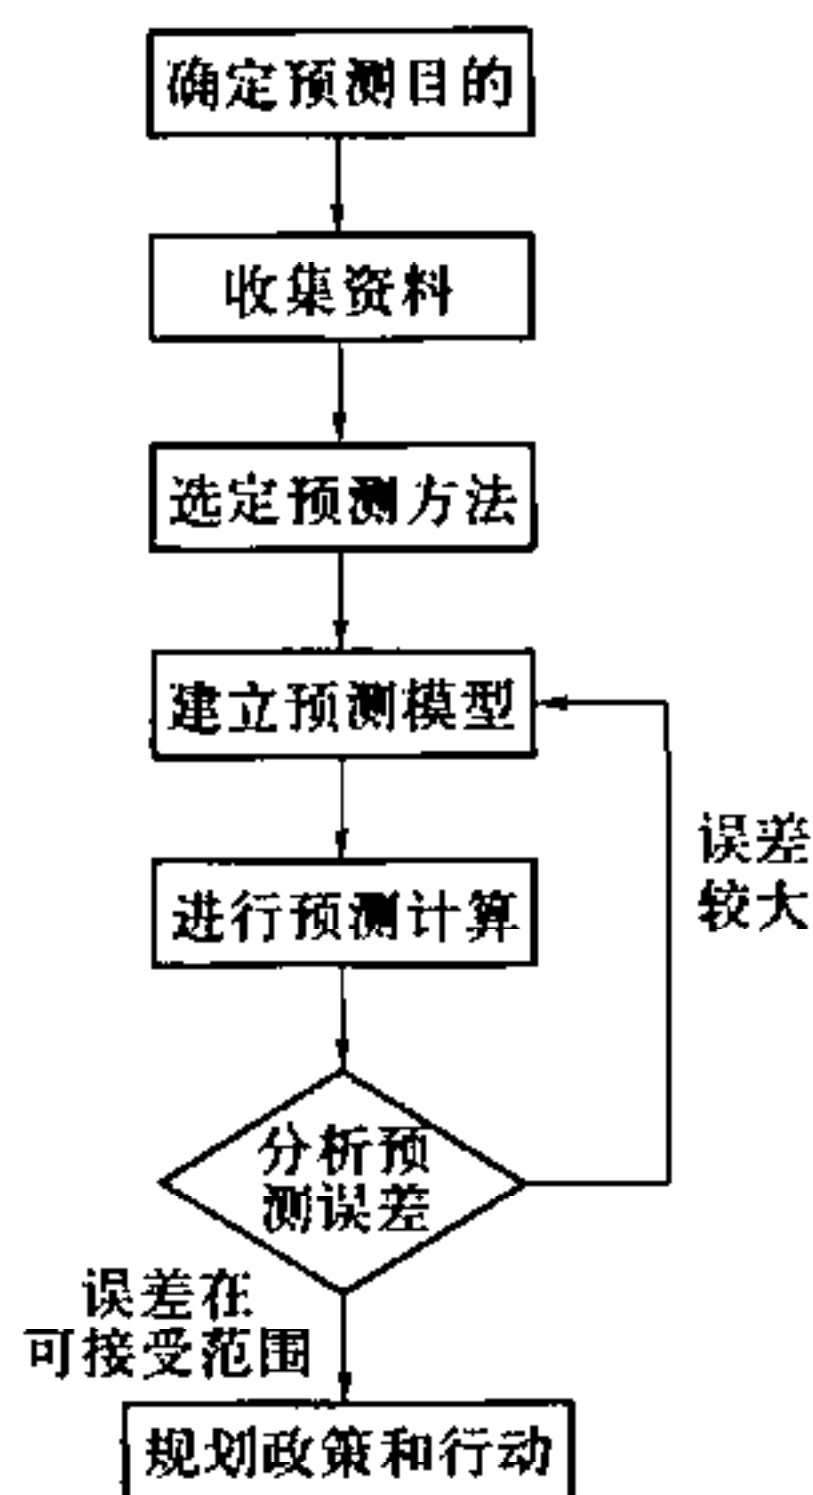 确定预测目的
收集资料
选定预测方法
建立预测模型
误差
较大
进行预测计算
分析预
测误差
误差在
可接受范围
规划政策和行动